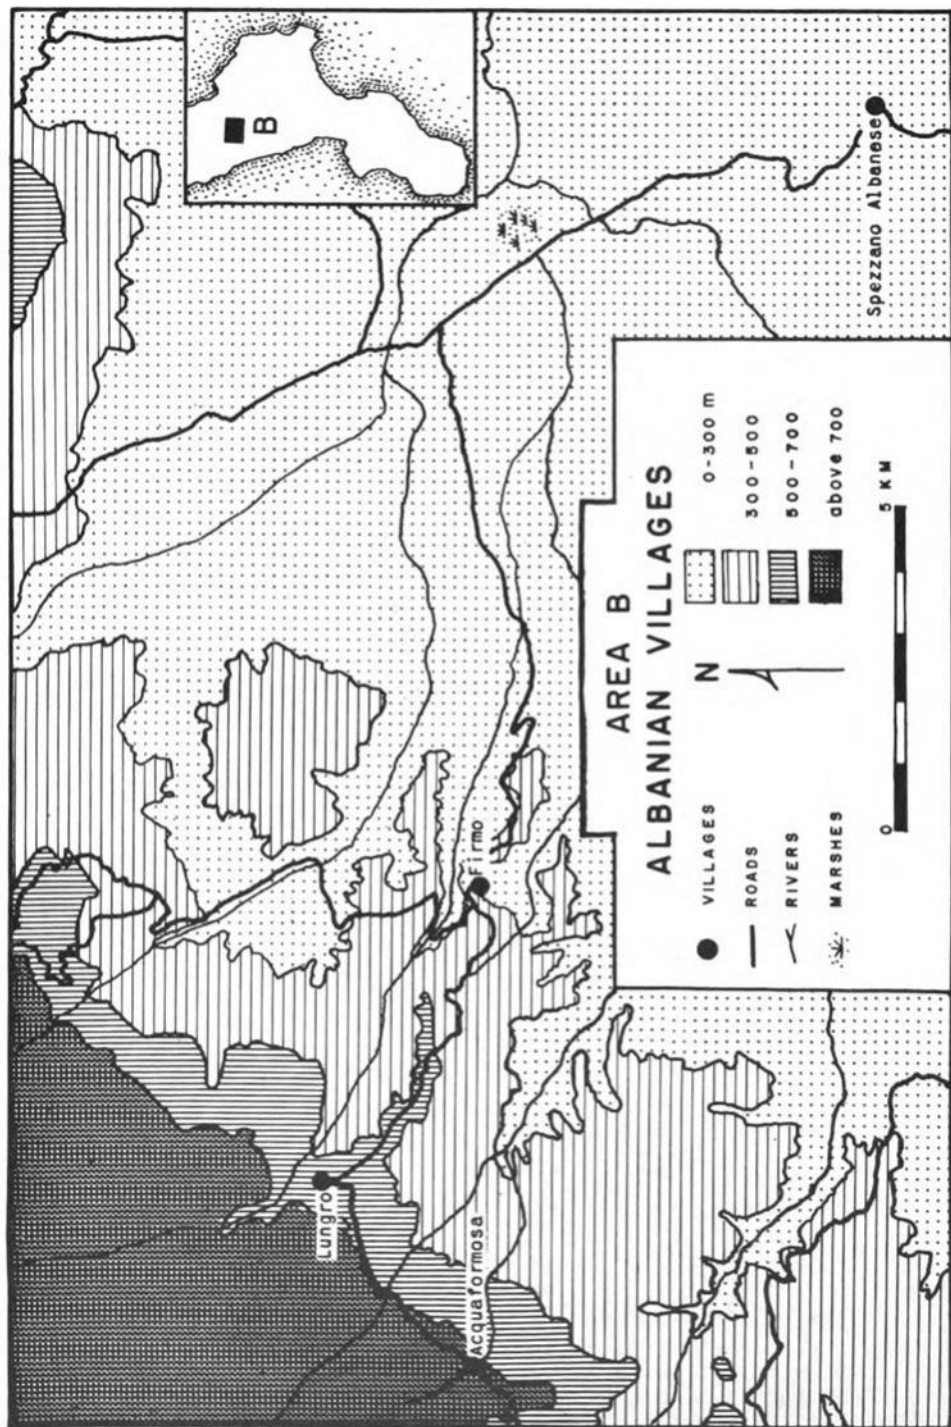 B
Lungro
Acquaformosa
Firmo
Spezzano Albanese
AREA B
ALBANIAN VILLAGES
VILLAGES
ROADS
RIVERS
MARSHES
N
0-300 m
300-500
500-700
above 700
0
5 KM